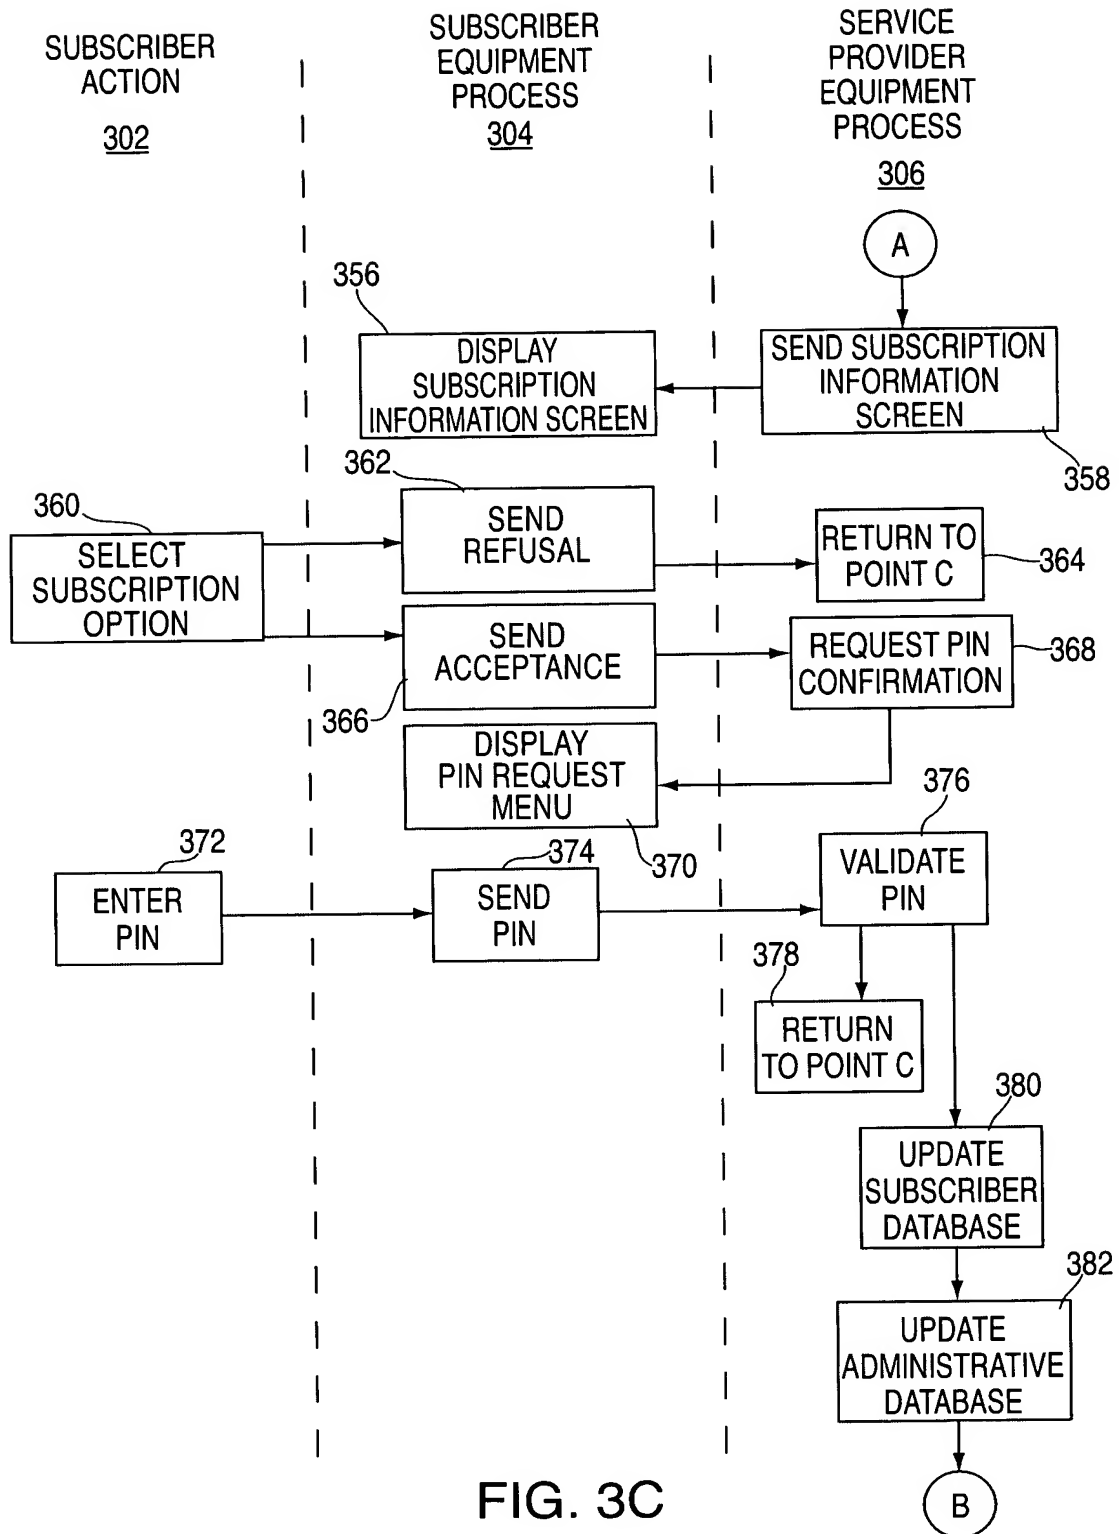 SUBSCRIBER
ACTION
302
SUBSCRIBER
EQUIPMENT
PROCESS
304
SERVICE
PROVIDER
EQUIPMENT
PROCESS
306
A
356
DISPLAY
SUBSCRIPTION
INFORMATION SCREEN
SEND SUBSCRIPTION
INFORMATION
SCREEN
358
360
SELECT
SUBSCRIPTION
OPTION
362
SEND
REFUSAL
RETURN TO
POINT C
364
SEND
ACCEPTANCE
366
REQUEST PIN
CONFIRMATION
368
DISPLAY
PIN REQUEST
MENU
370
372
ENTER
PIN
374
SEND
PIN
376
VALIDATE
PIN
378
RETURN
TO POINT C
380
UPDATE
SUBSCRIBER
DATABASE
382
UPDATE
ADMINISTRATIVE
DATABASE
B
FIG. 3C